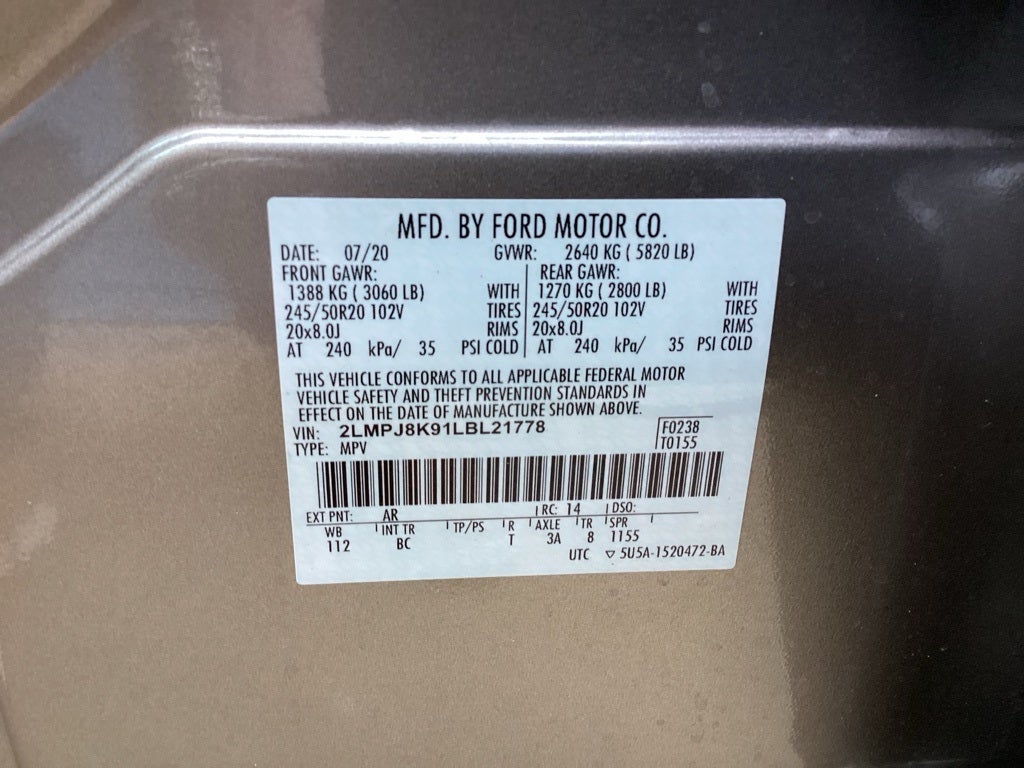 MFD. BY FORD MOTOR CO.
DATE: 07/20 GVWR: 2640 KG ( 5820 LB)
FRONT GAWR: REAR GAWR:
1388 KG ( 3060 LB) WITH 1270 KG ( 2800 LB) WITH
245/50R20 102V TIRES 245/50R20 102V TIRES
20x8.0J RIMS 20x8.0J RIMS
AT 240 kPa/ 35 PSI COLD AT 240 kPa/ 35 PSI COLD
THIS VEHICLE CONFORMS TO ALL APPLICABLE FEDERAL MOTOR
VEHICLE SAFETY AND THEFT PREVENTION STANDARDS IN
EFFECT ON THE DATE OF MANUFACTURE SHOWN ABOVE.
VIN: 2LMPJ8K91LBL21778 F0238
TYPE: MPV T0155
EXT PNT: AR RC: 14 DSO:
WB INT TR TP/PS R AXLE TR SPR
112 BC T 3A 8 1155
UTC ▽ 5U5A-1520472-BA